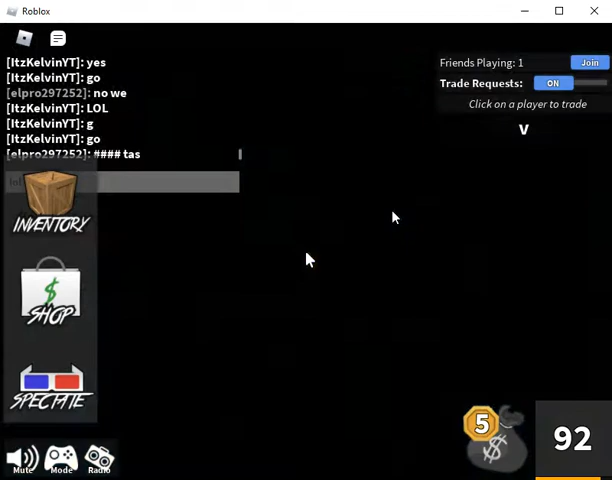 Roblox
[ItzKelvinYT]: yes
[ItzKelvinYT]: go
[elpro297252]: no we
[ItzKelvinYT]: LOL
[ItzKelvinYT]: g
[ItzKelvinYT]: go
[elpro297252]: #### tas
lol
Friends Playing: 1
Join
Trade Requests:
ON
Click on a player to trade
V
INVENTORY
$
SHOP
SPECTATE
Mute
Mode
Radio
5
$
92